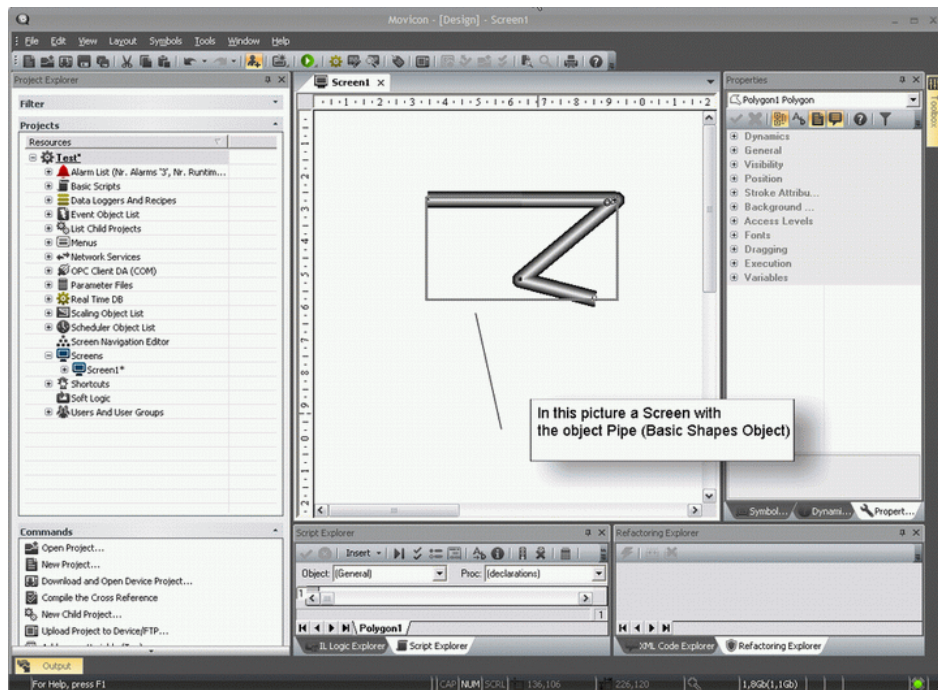 Movicon - [Design] - Screen1
File Edit View Layout Symbols Tools Window Help
Project Explorer
Filter
Projects
Resources
Test*
Alarm List (Nr. Alarms '3', Nr. Runtim...
Basic Scripts
Data Loggers And Recipes
Event Object List
List Child Projects
Menus
Network Services
OPC Client DA (COM)
Parameter Files
Real Time DB
Scaling Object List
Scheduler Object List
Screen Navigation Editor
Screens
Screen1*
Shortcuts
Soft Logic
Users And User Groups
Commands
Open Project...
New Project...
Download and Open Device Project...
Compile the Cross Reference
New Child Project...
Upload Project to Device/FTP...
Screen1
In this picture a Screen with
the object Pipe (Basic Shapes Object)
Properties
Polygon1 Polygon
Dynamics
General
Visibility
Position
Stroke Attribu...
Background ...
Access Levels
Fonts
Dragging
Execution
Variables
Toolbox
Symbol... Dynami... Propert...
Script Explorer
Insert
Object: (General) Proc: (declarations)
1
1
Polygon1
IL Logic Explorer Script Explorer
Refactoring Explorer
XML Code Explorer Refactoring Explorer
Output
For Help, press F1 CAP NUM SCRL 136,106 226,120 1,8Gb(1,1Gb)